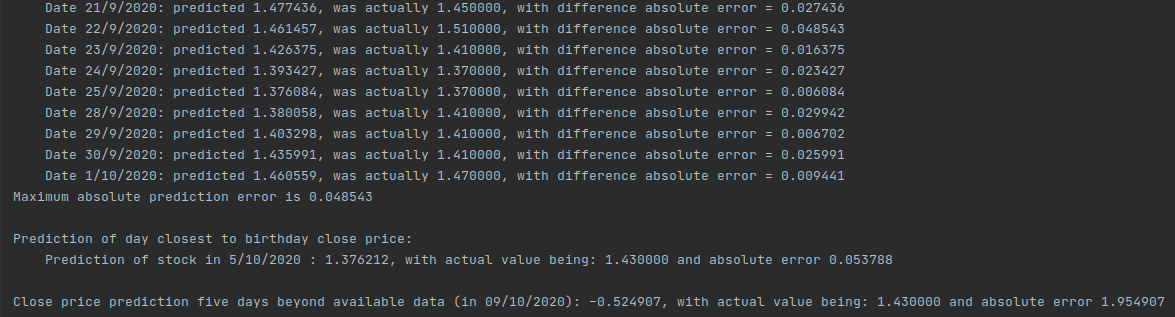 Date 21/9/2020: predicted 1.477436, was actually 1.450000, with difference absolute error = 0.027436
Date 22/9/2020: predicted 1.461457, was actually 1.510000, with difference absolute error = 0.048543
Date 23/9/2020: predicted 1.426375, was actually 1.410000, with difference absolute error = 0.016375
Date 24/9/2020: predicted 1.393427, was actually 1.370000, with difference absolute error = 0.023427
Date 25/9/2020: predicted 1.376084, was actually 1.370000, with difference absolute error = 0.006084
Date 28/9/2020: predicted 1.380058, was actually 1.410000, with difference absolute error = 0.029942
Date 29/9/2020: predicted 1.403298, was actually 1.410000, with difference absolute error = 0.006702
Date 30/9/2020: predicted 1.435991, was actually 1.410000, with difference absolute error = 0.025991
Date 1/10/2020: predicted 1.460559, was actually 1.470000, with difference absolute error = 0.009441
Maximum absolute prediction error is 0.048543
Prediction of day closest to birthday close price:
Prediction of stock in 5/10/2020 : 1.376212, with actual value being: 1.430000 and absolute error 0.053788
Close price prediction five days beyond available data (in 09/10/2020): -0.524907, with actual value being: 1.430000 and absolute error 1.954907